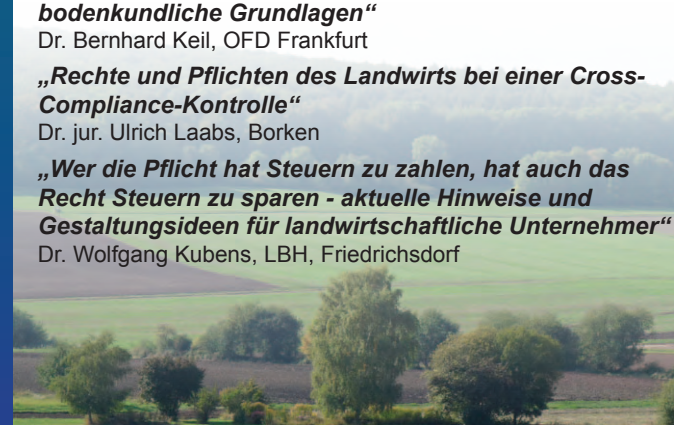 bodenkundliche Grundlagen“
Dr. Bernhard Keil, OFD Frankfurt
„Rechte und Pflichten des Landwirts bei einer Cross-
Compliance-Kontrolle“
Dr. jur. Ulrich Laabs, Borken
„Wer die Pflicht hat Steuern zu zahlen, hat auch das
Recht Steuern zu sparen - aktuelle Hinweise und
Gestaltungsideen für landwirtschaftliche Unternehmer“
Dr. Wolfgang Kubens, LBH, Friedrichsdorf